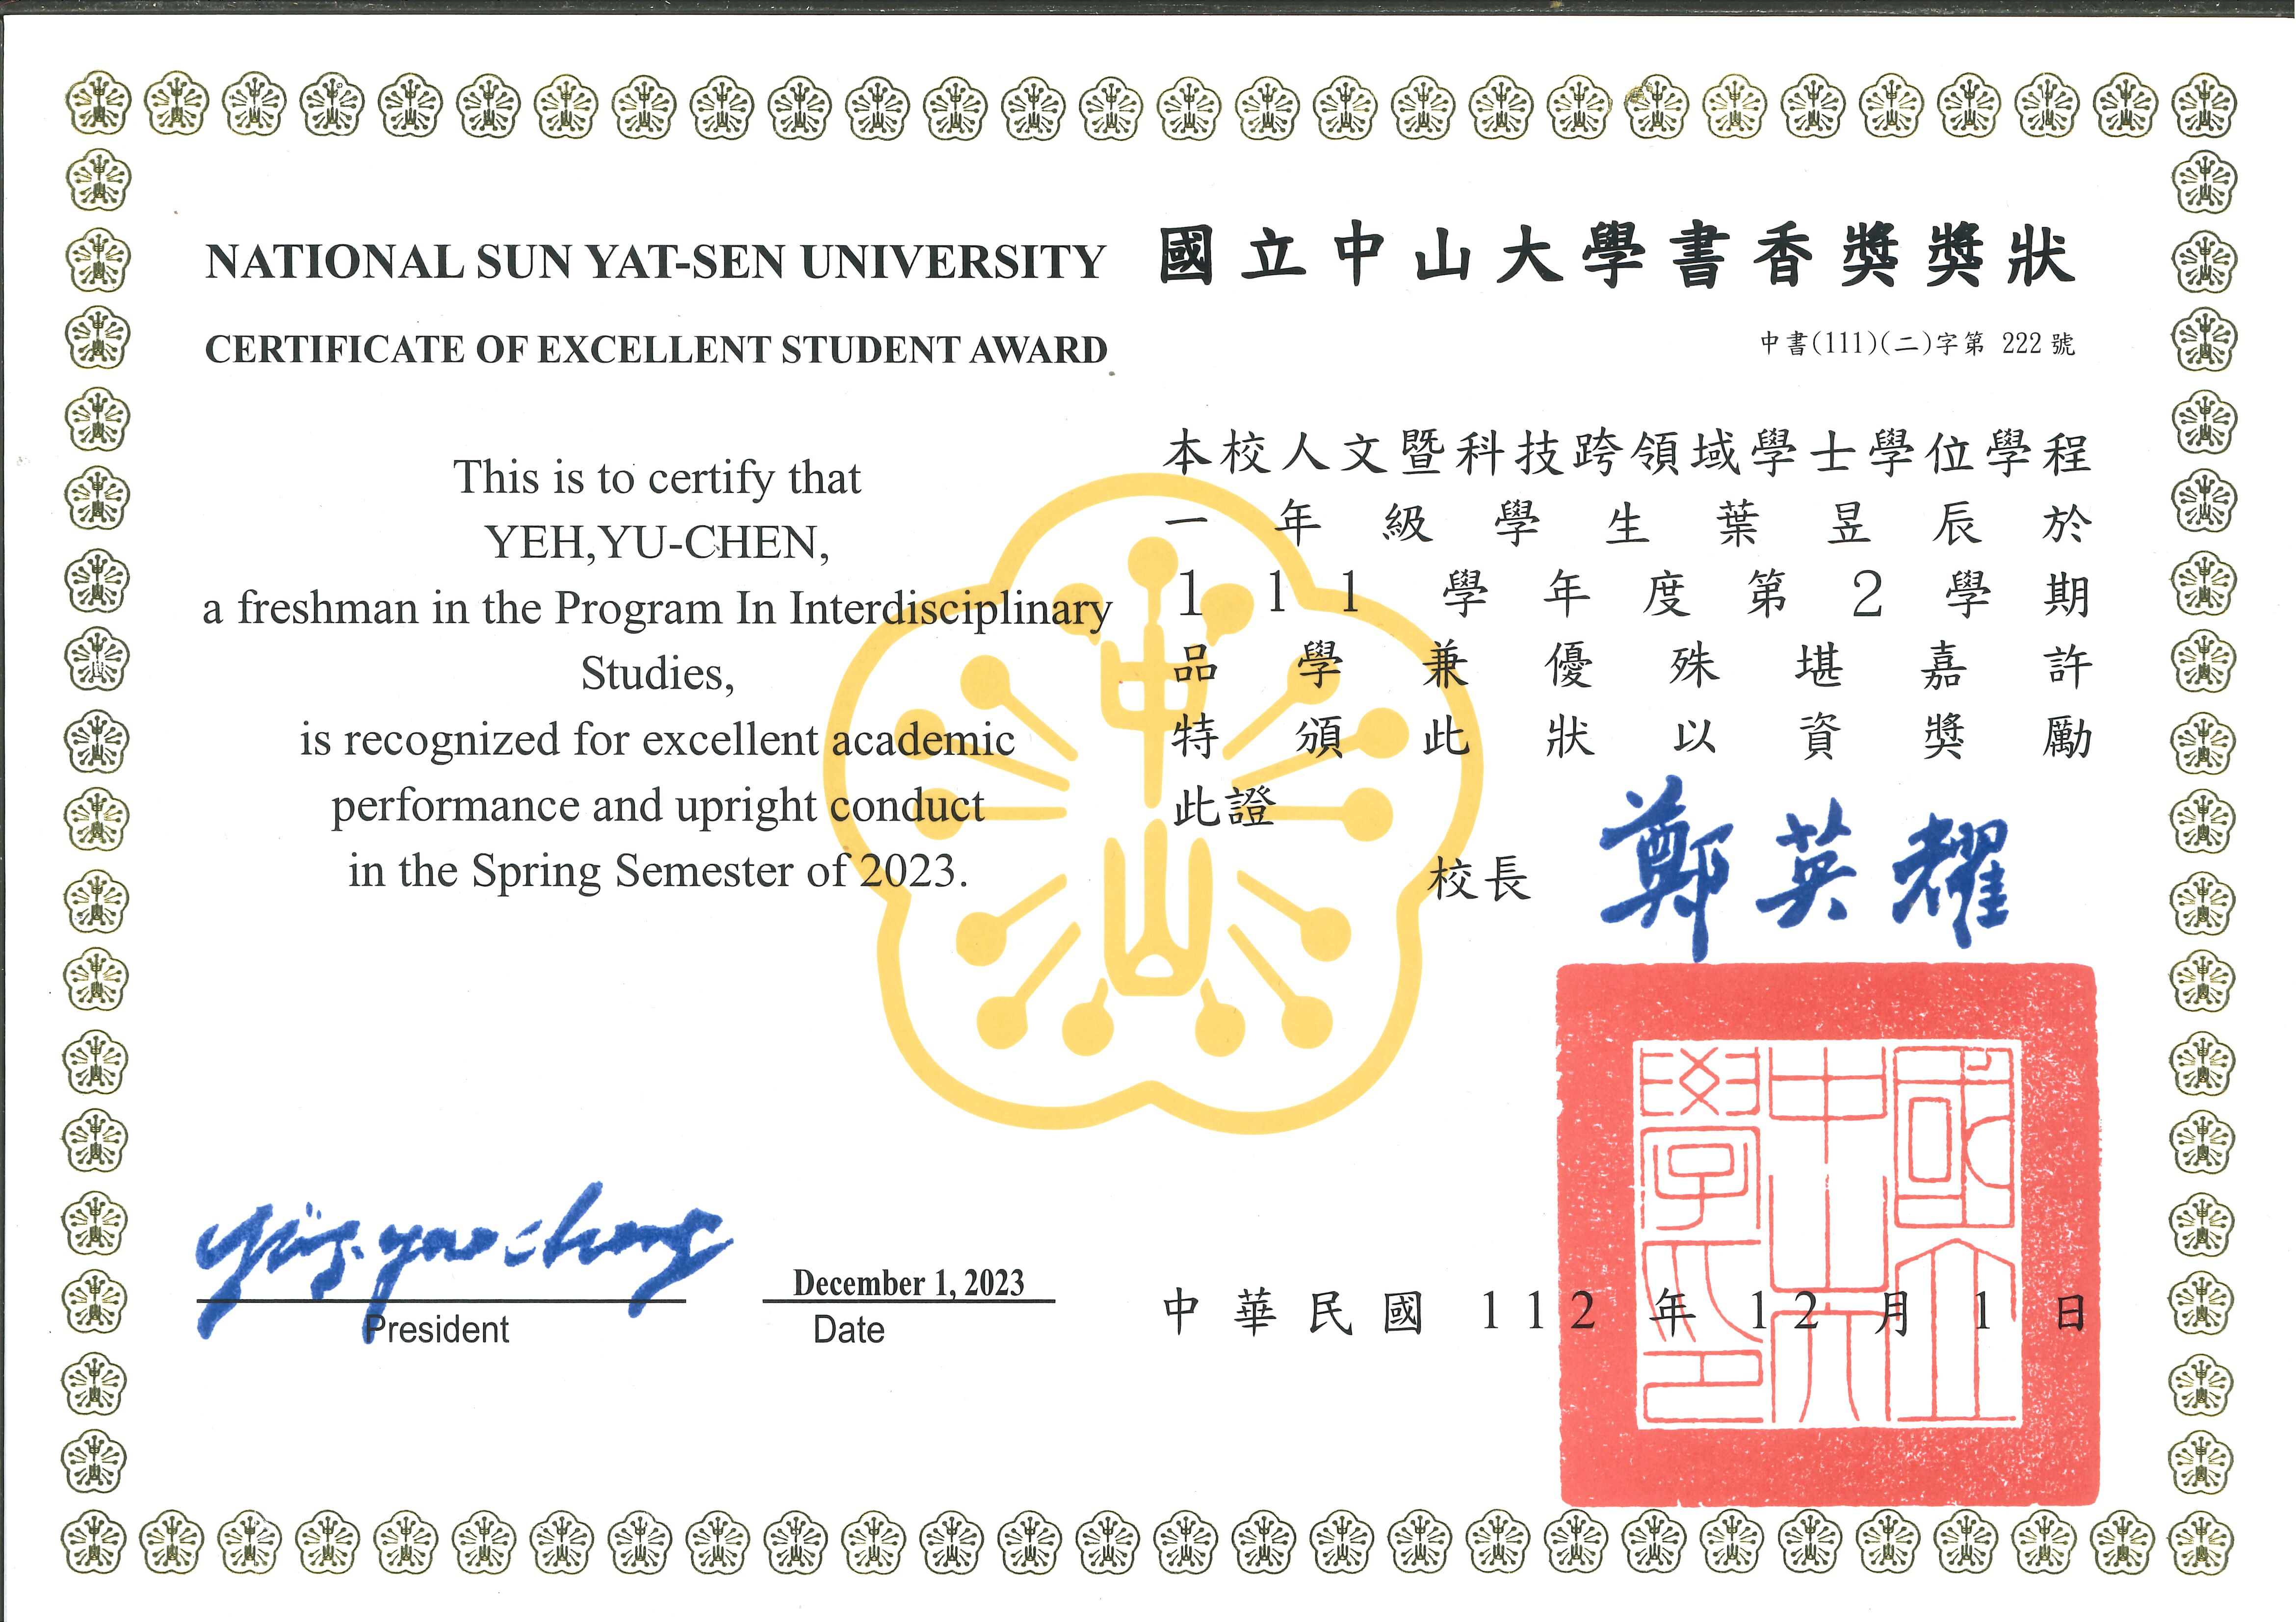 NATIONAL SUN YAT-SEN UNIVERSITY
CERTIFICATE OF EXCELLENT STUDENT AWARD
This is to certify that
YEH,YU-CHEN,
a freshman in the Program In Interdisciplinary
Studies,
is recognized for excellent academic
performance and upright conduct
in the Spring Semester of 2023.
Ying-yao cheng
December 1, 2023
President
Date
國立中山大學書香獎獎狀
中書(111)(二)字第 222 號
本校人文暨科技跨領域學士學位學程
一年級學生葉昱辰於
111學年度第2學期
品學兼優殊堪嘉許
特頒此狀以資獎勵
此證
校長 鄭英耀
國立中山大學印
中華民國 112 年 12 月 1 日